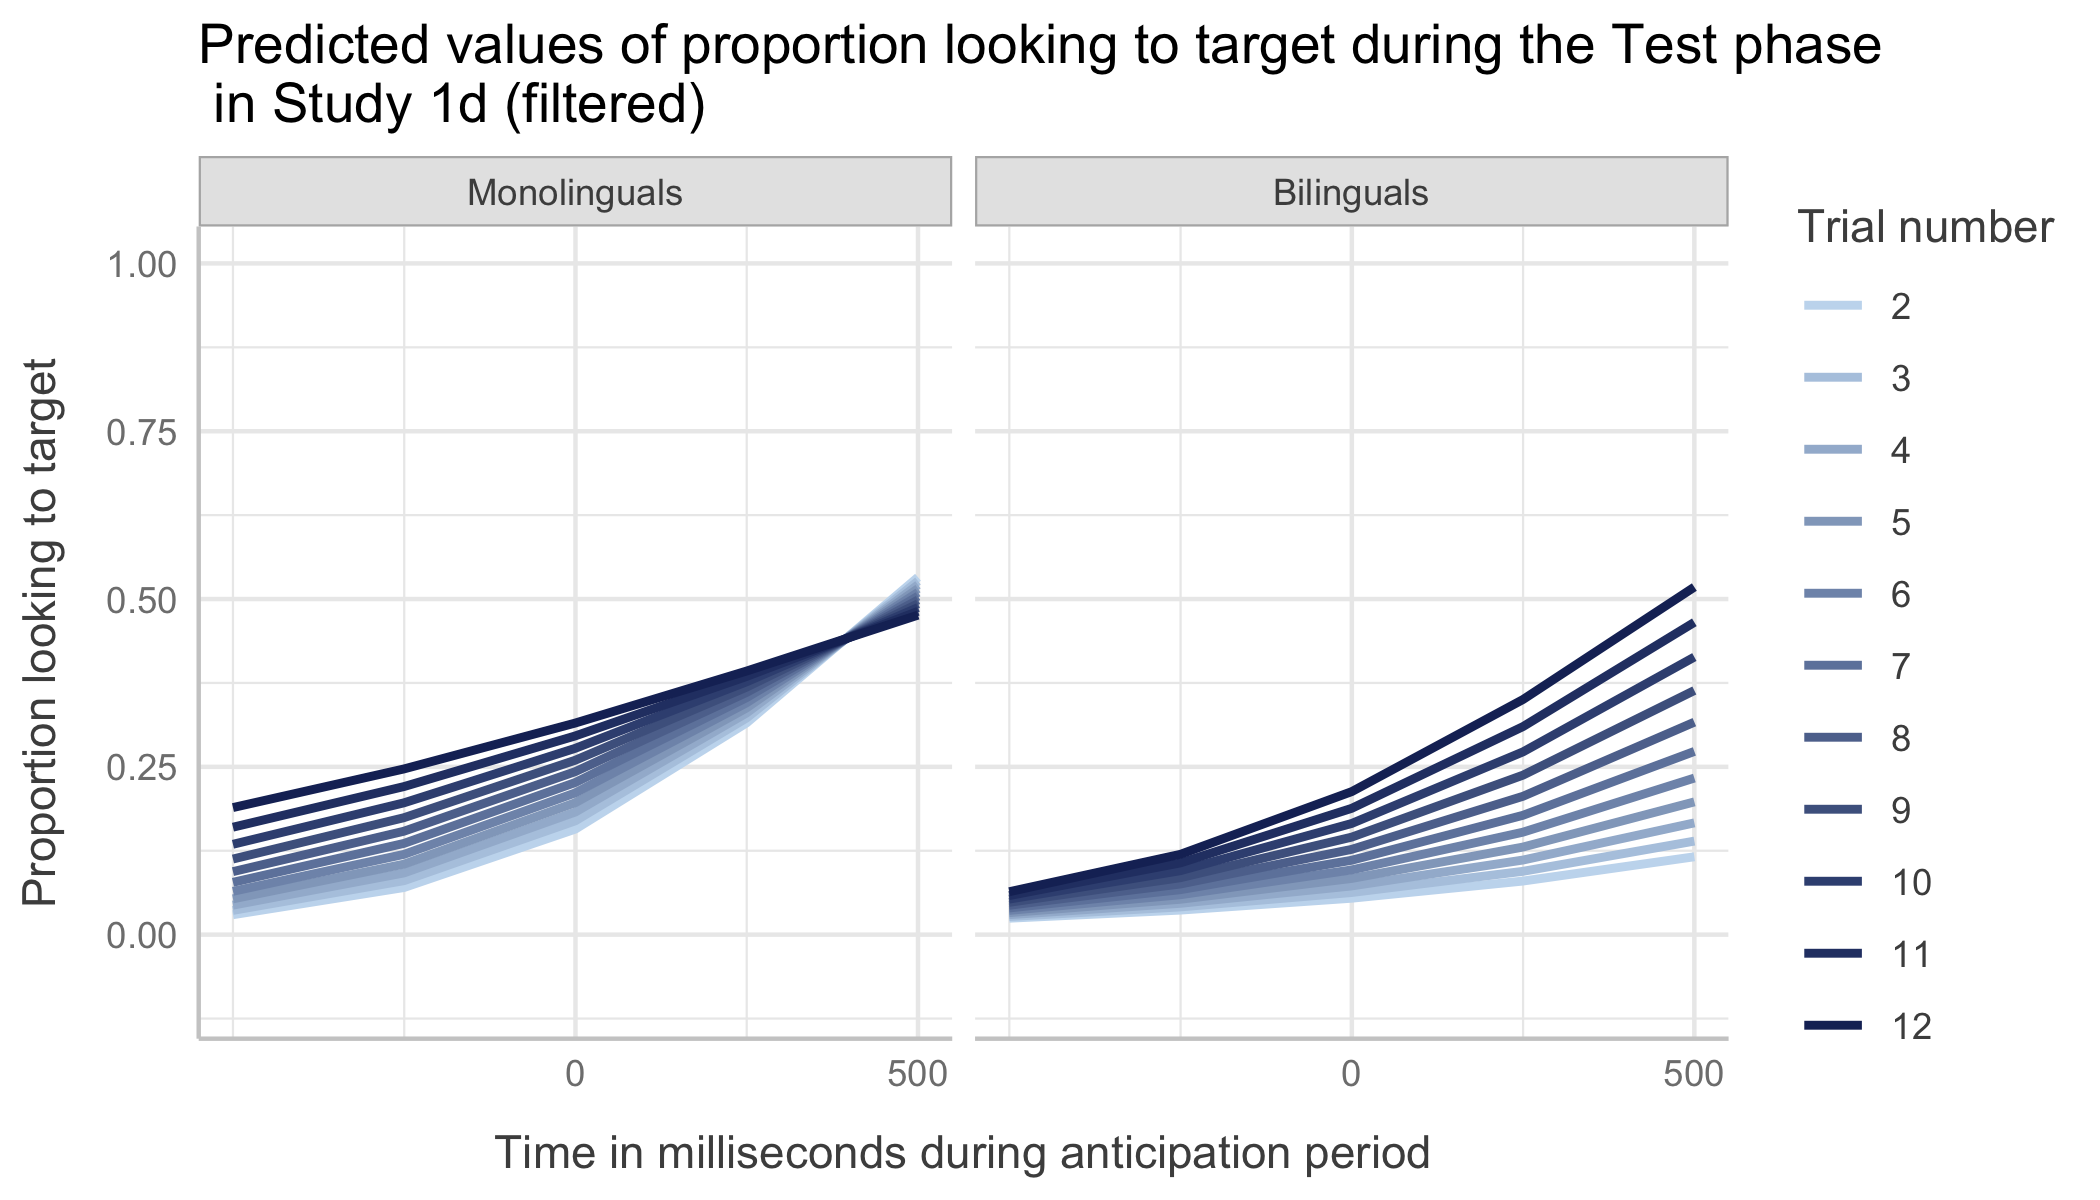 Predicted values of proportion looking to target during the Test phase
in Study 1d (filtered)
Monolinguals
Bilinguals
Proportion looking to target
1.00
0.75
0.50
0.25
0.00
0
500
0
500
Time in milliseconds during anticipation period
Trial number
2
3
4
5
6
7
8
9
10
11
12